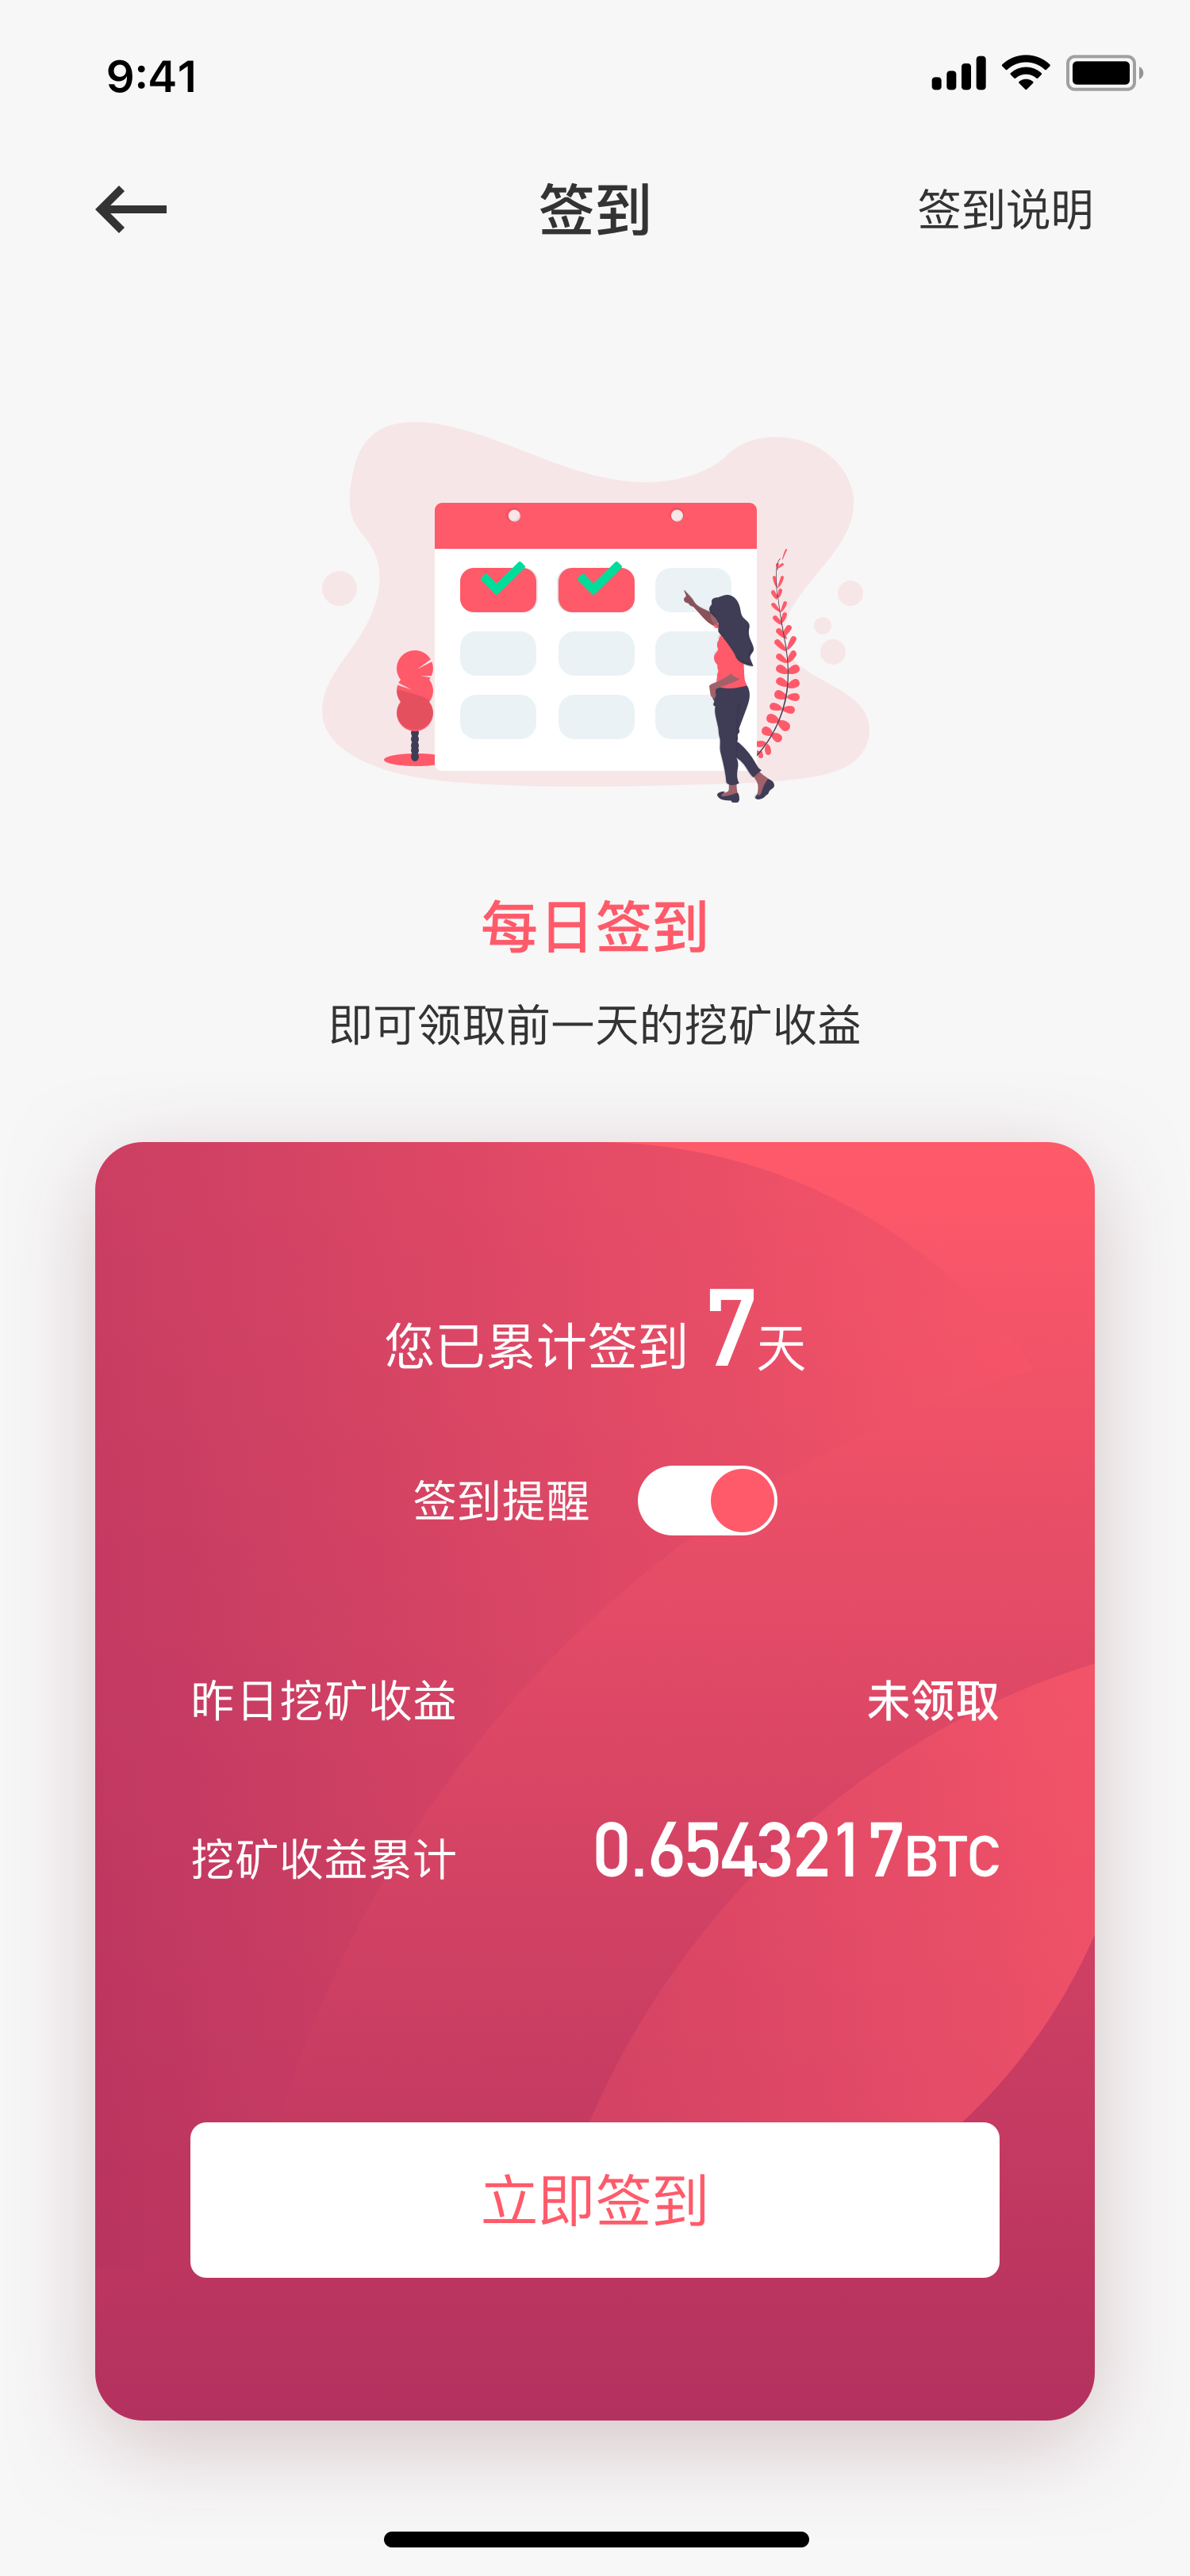 9:41
签到 签到说明
每日签到
即可领取前一天的挖矿收益
您已累计签到 7天
签到提醒
昨日挖矿收益 未领取
挖矿收益累计 0.6543217BTC
立即签到